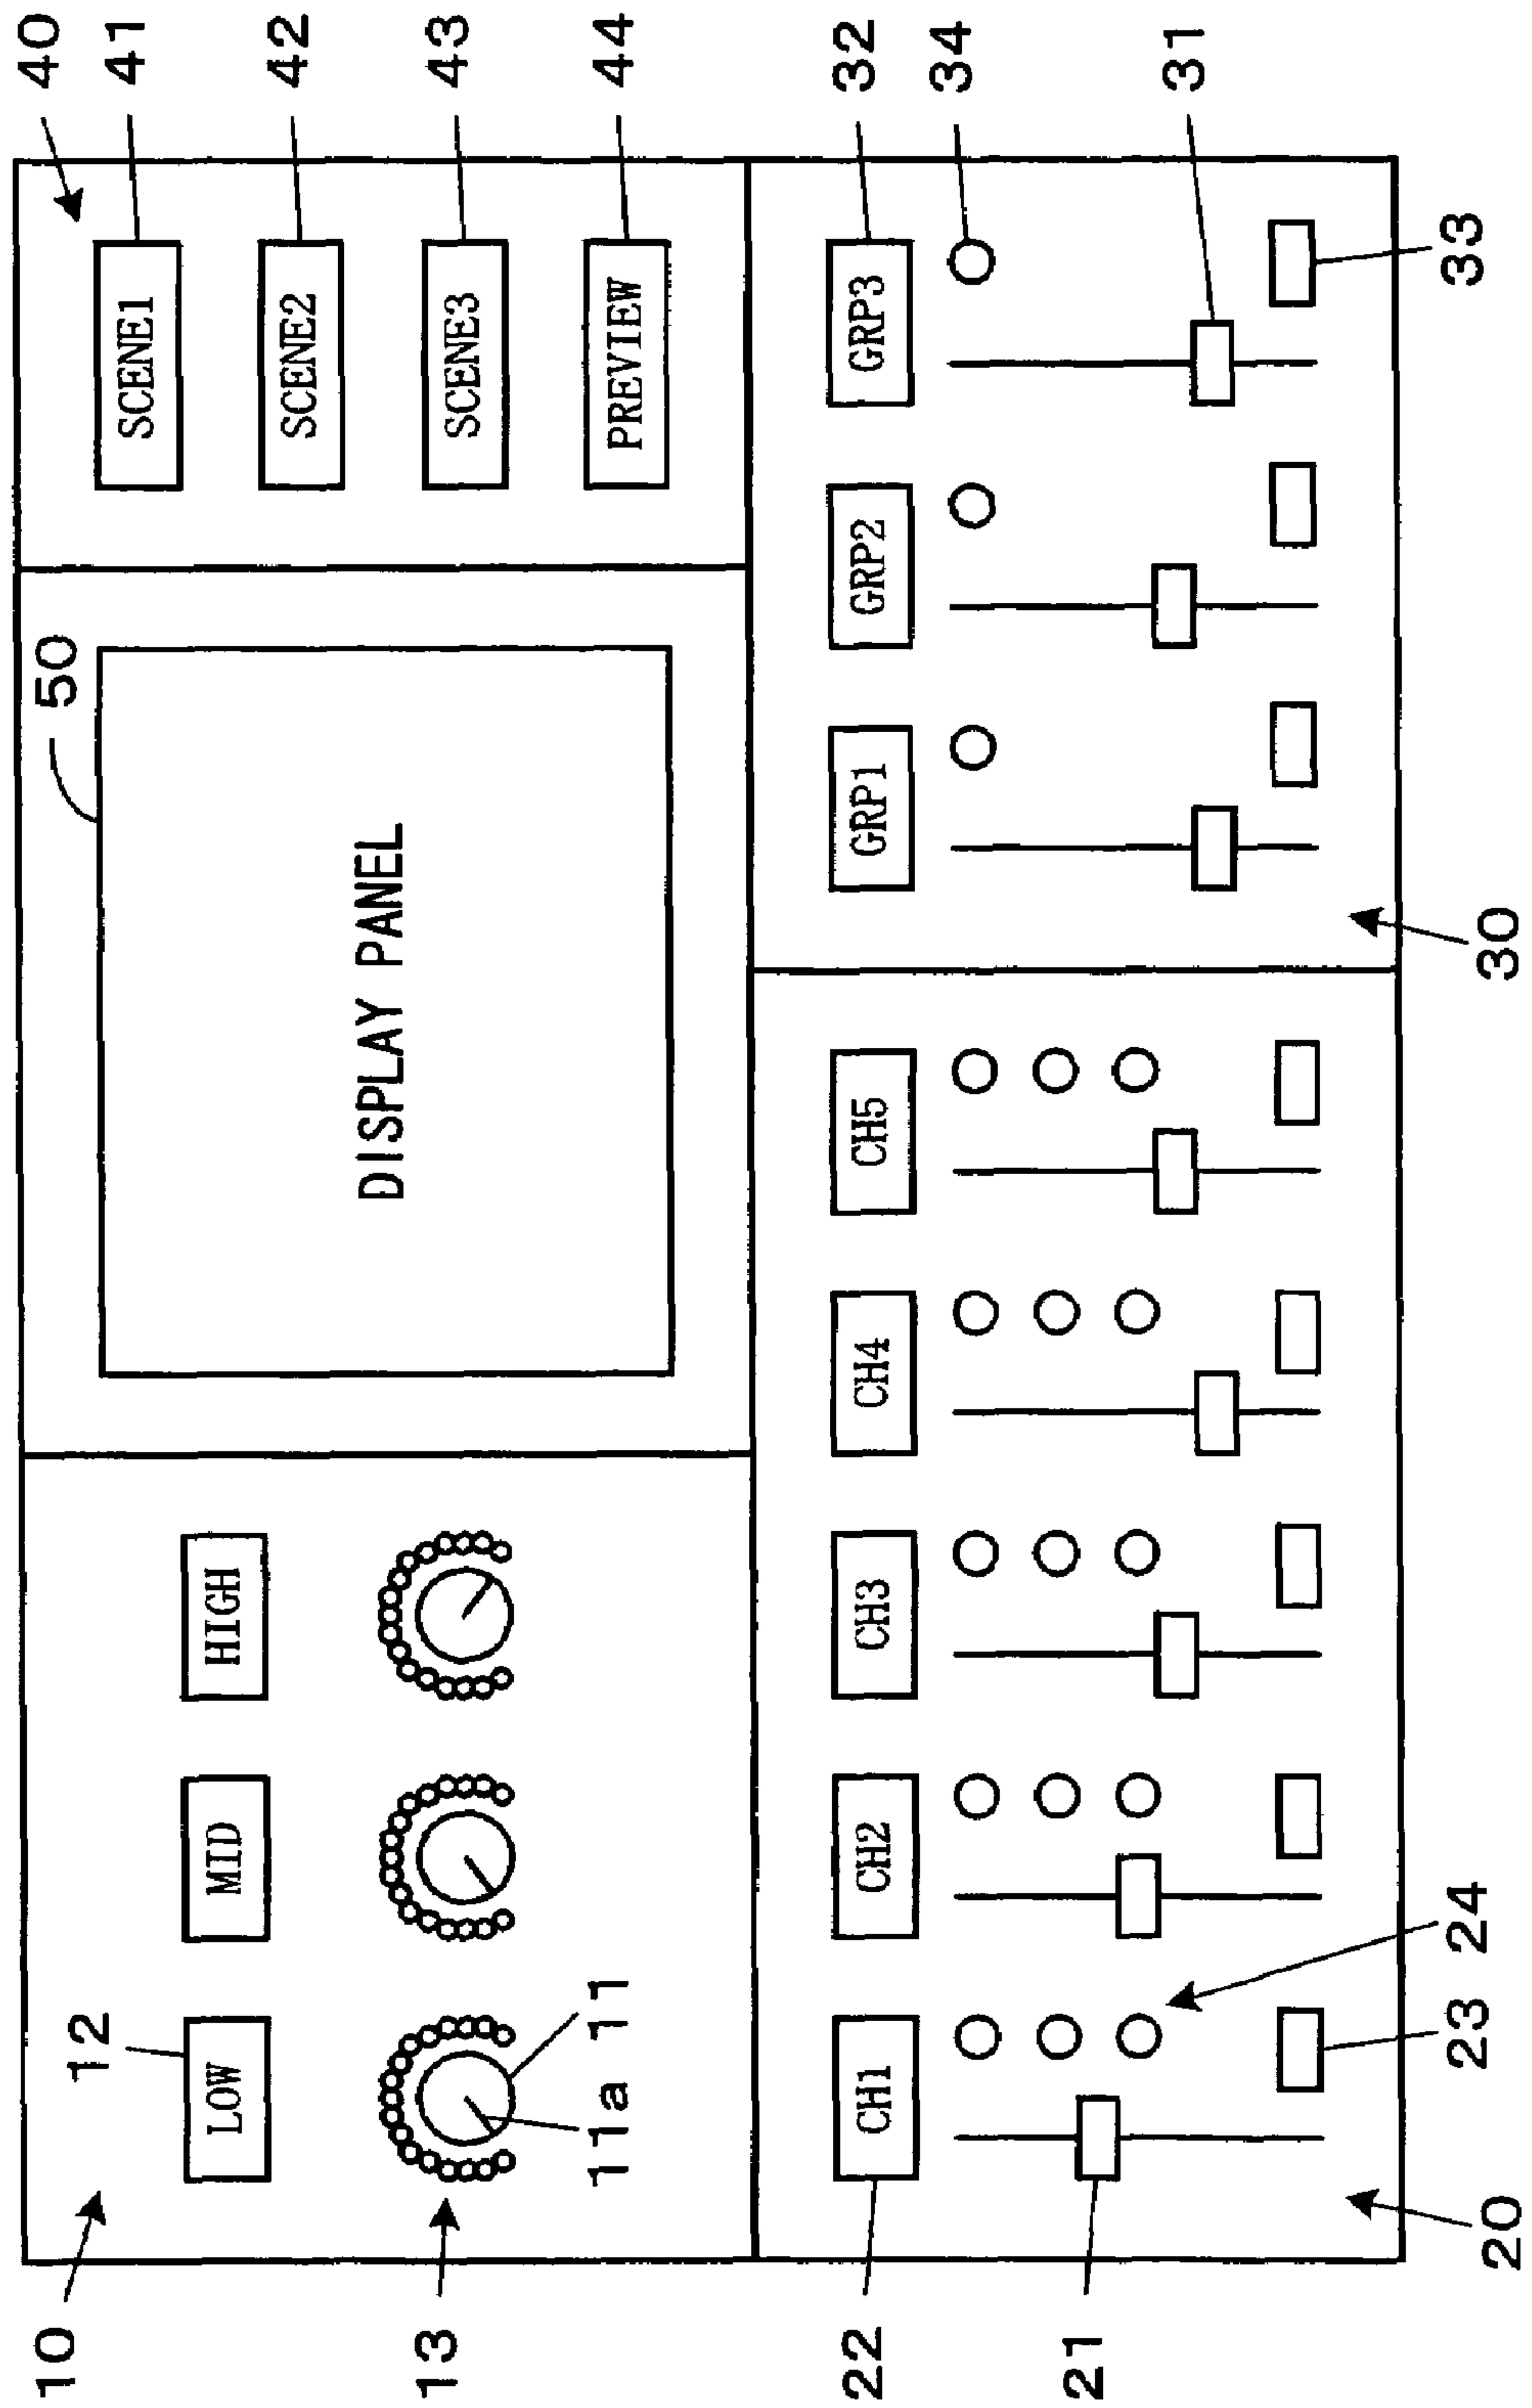 10
12
50
40
LOW
MID
HIGH
DISPLAY PANEL
SCENE1
41
SCENE2
42
SCENE3
43
PREVIEW
44
13
11a
11
22
CH1
CH2
CH3
CH4
CH5
GRP1
GRP2
GRP3
32
34
21
31
24
20
23
30
33